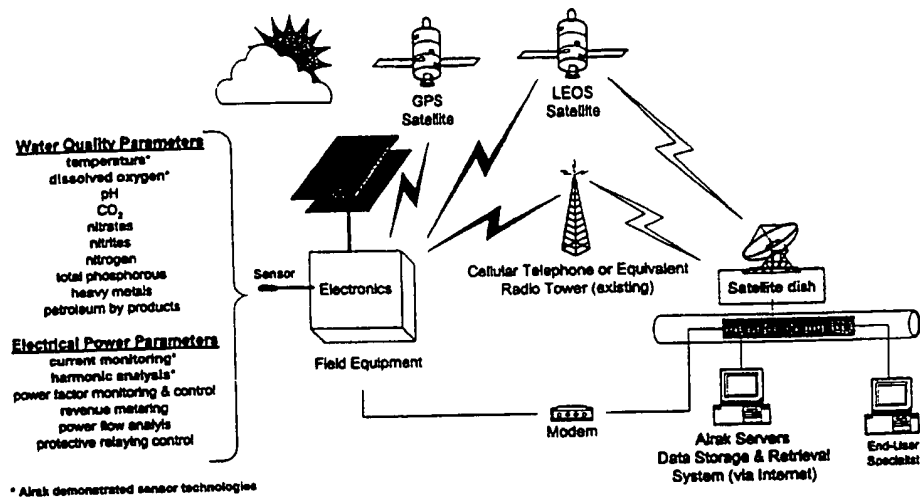 GPS
Satellite
LEOS
Satellite
Water Quality Parameters
temperature*
dissolved oxygen*
pH
CO₂
nitrates
nitrites
nitrogen
total phosphorous
heavy metals
petroleum by products
Sensor
Electronics
Cellular Telephone or Equivalent
Radio Tower (existing)
Satellite dish
Electrical Power Parameters
current monitoring*
harmonic analysis*
power factor monitoring & control
revenue metering
power flow analyis
protective relaying control
Field Equipment
Modem
Airak Servers
Data Storage & Retrieval
System (via Internet)
End-User
Specialist
* Airak demonstrated sensor technologies